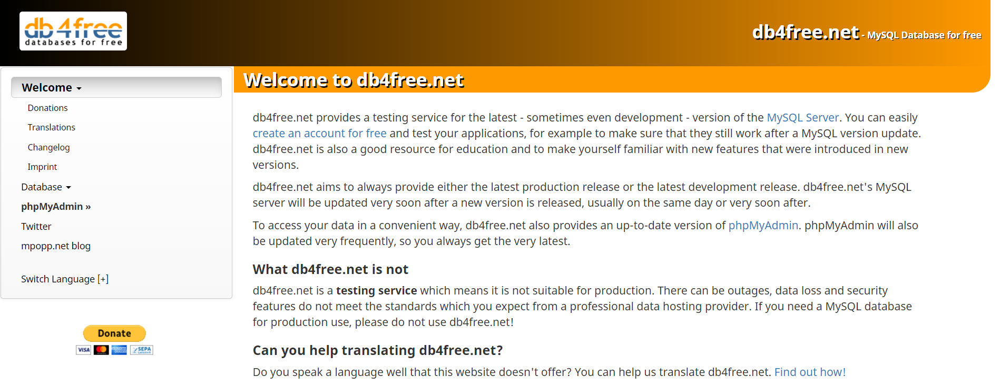 db4free
databases for free
db4free.net - MySQL Database for free
Welcome
Donations
Translations
Changelog
Imprint
Database
phpMyAdmin »
Twitter
mpopp.net blog
Switch Language [+]
Donate
VISA
SEPA
Welcome to db4free.net
db4free.net provides a testing service for the latest - sometimes even development - version of the MySQL Server. You can easily
create an account for free and test your applications, for example to make sure that they still work after a MySQL version update.
db4free.net is also a good resource for education and to make yourself familiar with new features that were introduced in new
versions.
db4free.net aims to always provide either the latest production release or the latest development release. db4free.net's MySQL
server will be updated very soon after a new version is released, usually on the same day or very soon after.
To access your data in a convenient way, db4free.net also provides an up-to-date version of phpMyAdmin. phpMyAdmin will also
be updated very frequently, so you always get the very latest.
What db4free.net is not
db4free.net is a testing service which means it is not suitable for production. There can be outages, data loss and security
features do not meet the standards which you expect from a professional data hosting provider. If you need a MySQL database
for production use, please do not use db4free.net!
Can you help translating db4free.net?
Do you speak a language well that this website doesn't offer? You can help us translate db4free.net. Find out how!